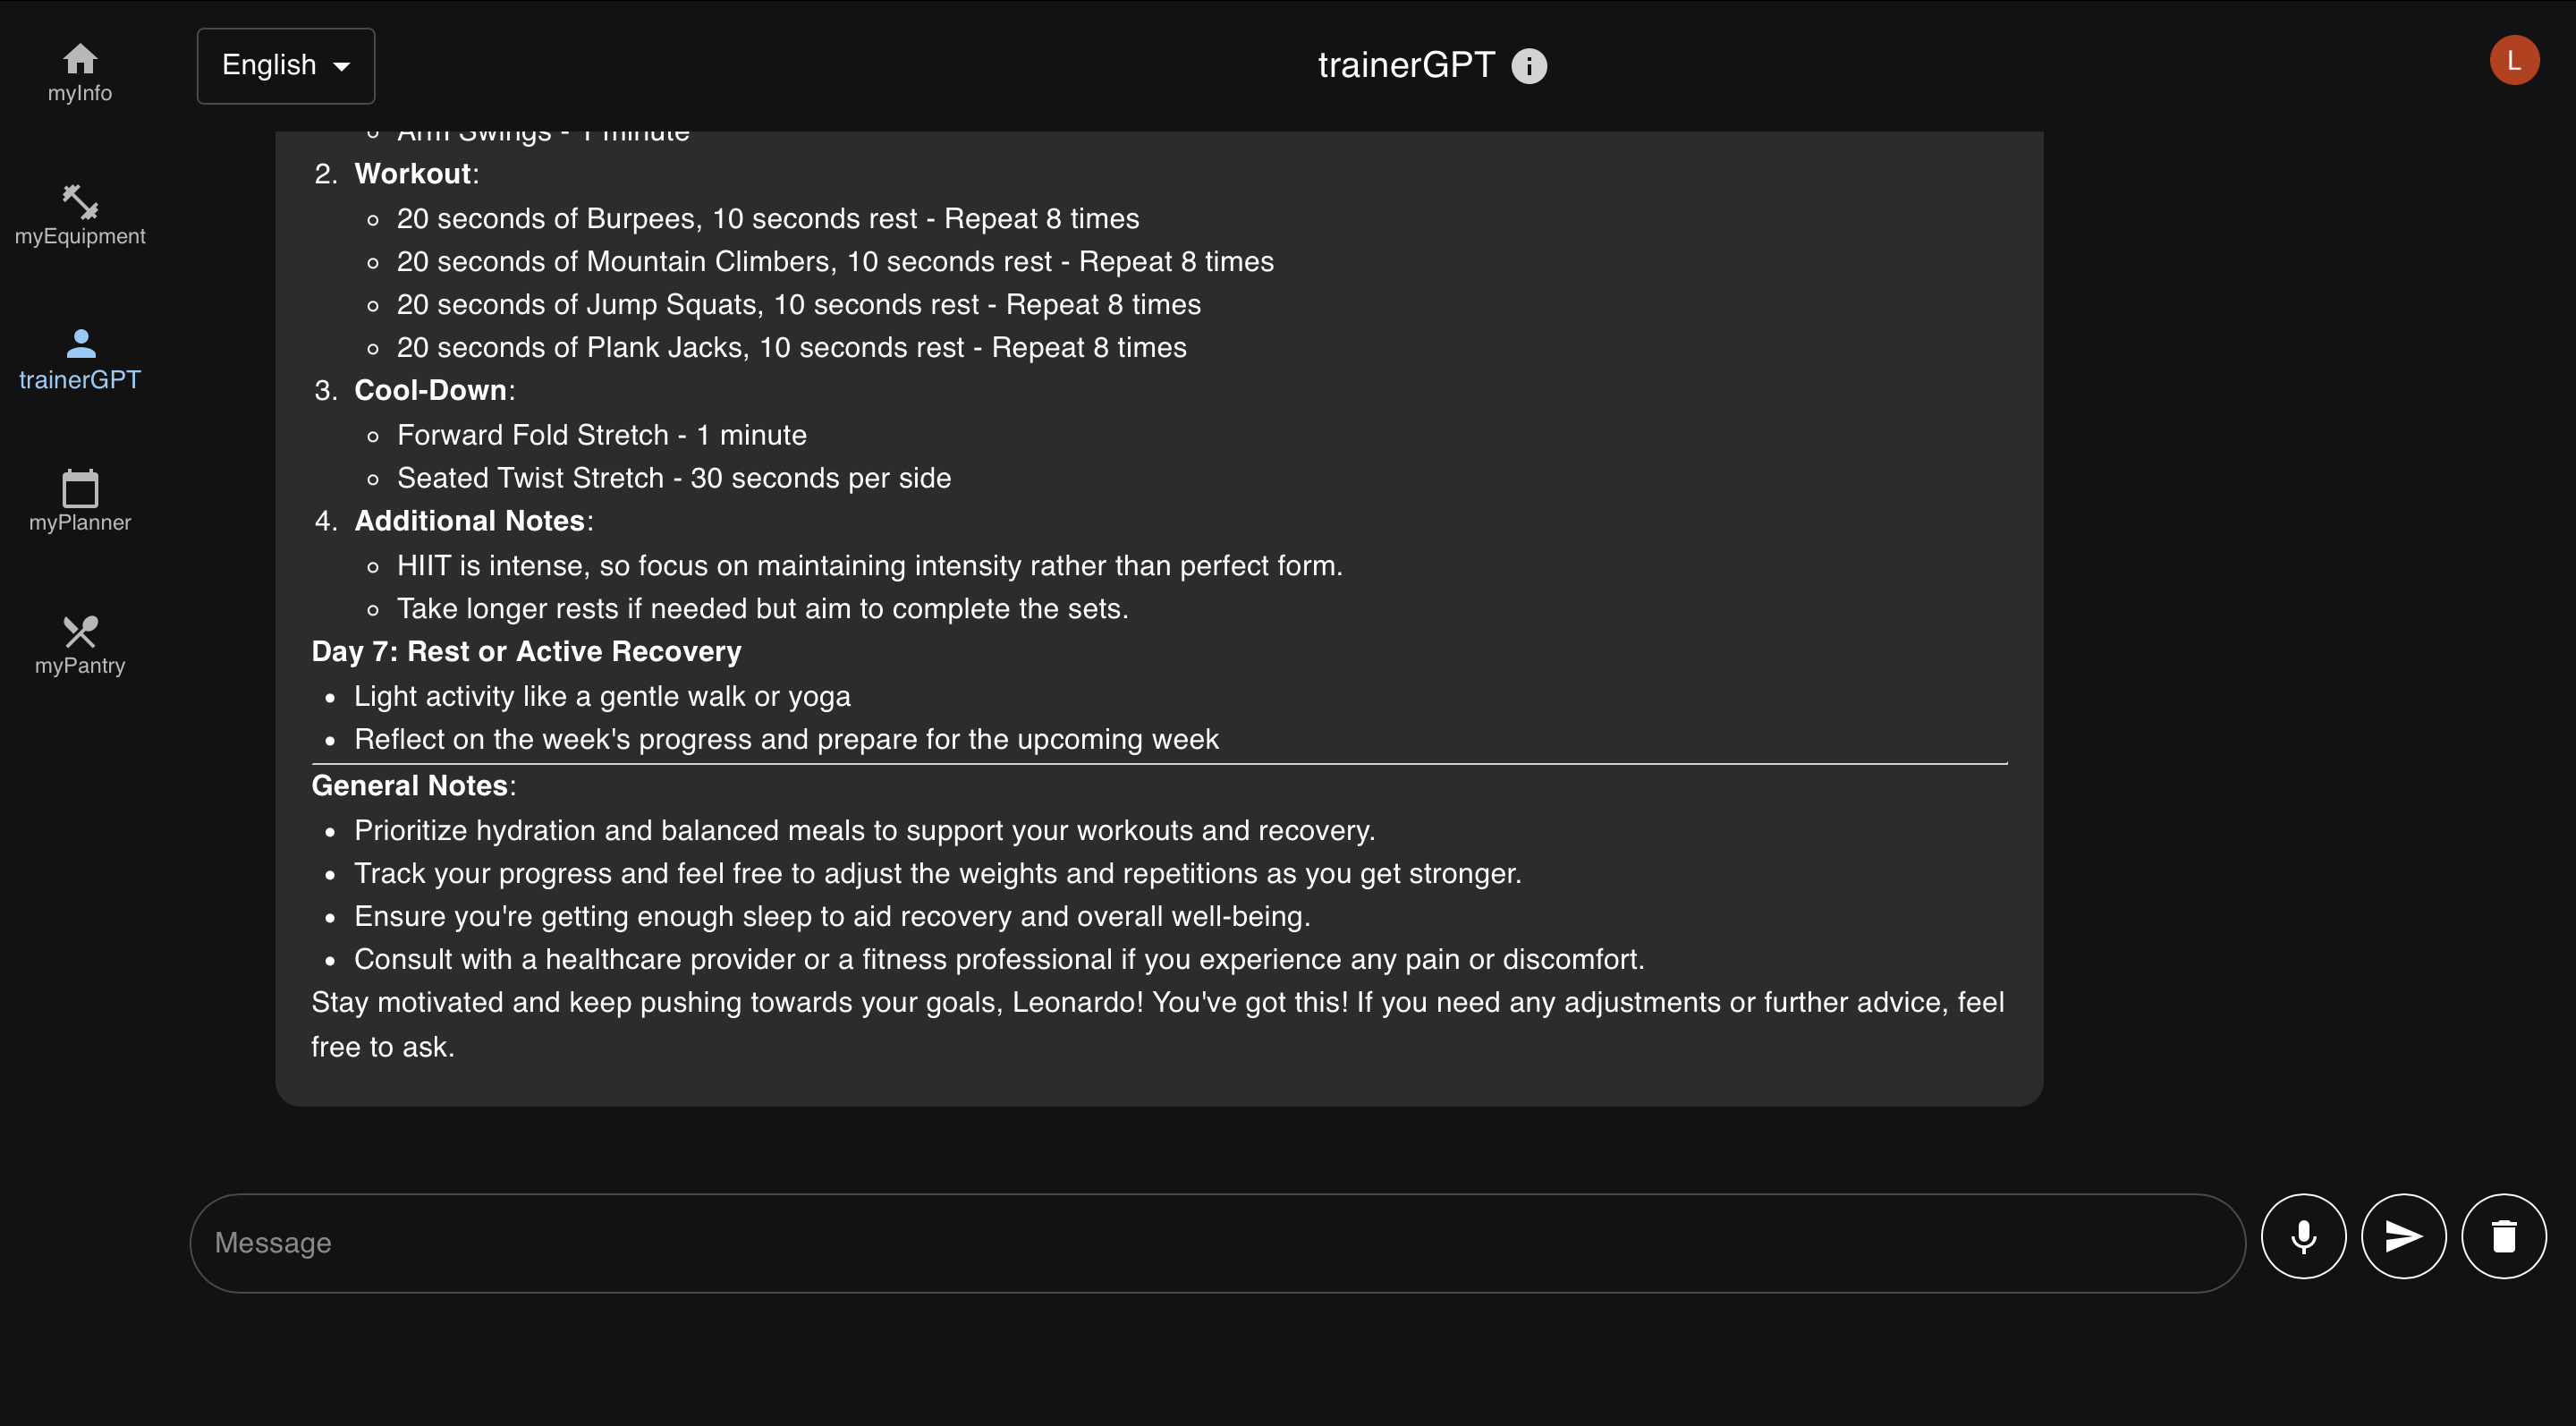 English
trainerGPT
L
myInfo
myEquipment
trainerGPT
myPlanner
myPantry
Arm Swings - 1 minute
2. Workout:
20 seconds of Burpees, 10 seconds rest - Repeat 8 times
20 seconds of Mountain Climbers, 10 seconds rest - Repeat 8 times
20 seconds of Jump Squats, 10 seconds rest - Repeat 8 times
20 seconds of Plank Jacks, 10 seconds rest - Repeat 8 times
3. Cool-Down:
Forward Fold Stretch - 1 minute
Seated Twist Stretch - 30 seconds per side
4. Additional Notes:
HIIT is intense, so focus on maintaining intensity rather than perfect form.
Take longer rests if needed but aim to complete the sets.
Day 7: Rest or Active Recovery
Light activity like a gentle walk or yoga
Reflect on the week's progress and prepare for the upcoming week
General Notes:
Prioritize hydration and balanced meals to support your workouts and recovery.
Track your progress and feel free to adjust the weights and repetitions as you get stronger.
Ensure you're getting enough sleep to aid recovery and overall well-being.
Consult with a healthcare provider or a fitness professional if you experience any pain or discomfort.
Stay motivated and keep pushing towards your goals, Leonardo! You've got this! If you need any adjustments or further advice, feel
free to ask.
Message